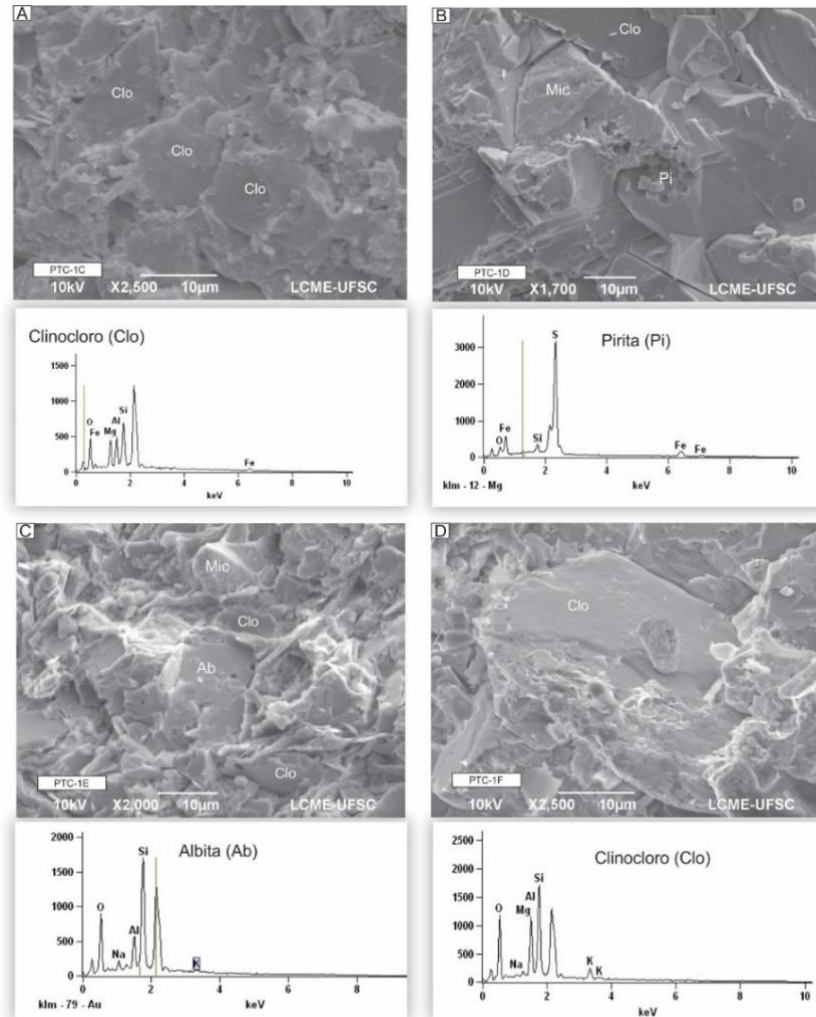 A
Clo
Clo
Clo
PTC-1C
10kV X2,500 10μm LCME-UFSC
B
Clo
Mic
Pi
PTC-1D
10kV X1,700 10μm LCME-UFSC
Clinocloro (Clo)
1500
1000
500
0
O
Fe
Mg
Al
Si
Fe
0 2 4 6 8 10
keV
Pirita (Pi)
3000
2000
1000
0
S
Fe
O
Si
Fe
Fe
0 2 4 6 8 10
klm - 12 - Mg
keV
C
Mic
Clo
Ab
Clo
PTC-1E
10kV X2,000 10μm LCME-UFSC
D
Clo
PTC-1F
10kV X2,500 10μm LCME-UFSC
Albita (Ab)
2000
1500
1000
500
0
O
Na
Al
Si
K
0 2 4 6 8
klm - 79 - Au
keV
Clinocloro (Clo)
2500
2000
1500
1000
500
0
O
Na
Mg
Al
Si
K
K
0 2 4 6 8 10
keV